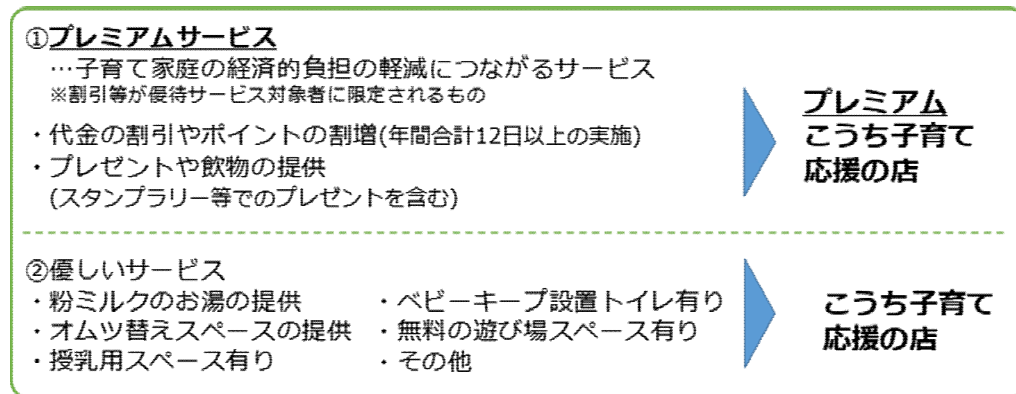 ①プレミアムサービス
…子育て家庭の経済的負担の軽減につながるサービス
※割引等が優待サービス対象者に限定されるもの
・代金の割引やポイントの割増(年間合計12日以上の実施)
・プレゼントや飲物の提供
(スタンプラリー等でのプレゼントを含む)
プレミアム
こうち子育て
応援の店
②優しいサービス
・粉ミルクのお湯の提供
・ベビーキープ設置トイレ有り
・オムツ替えスペースの提供
・無料の遊び場スペース有り
・授乳用スペース有り
・その他
こうち子育て
応援の店